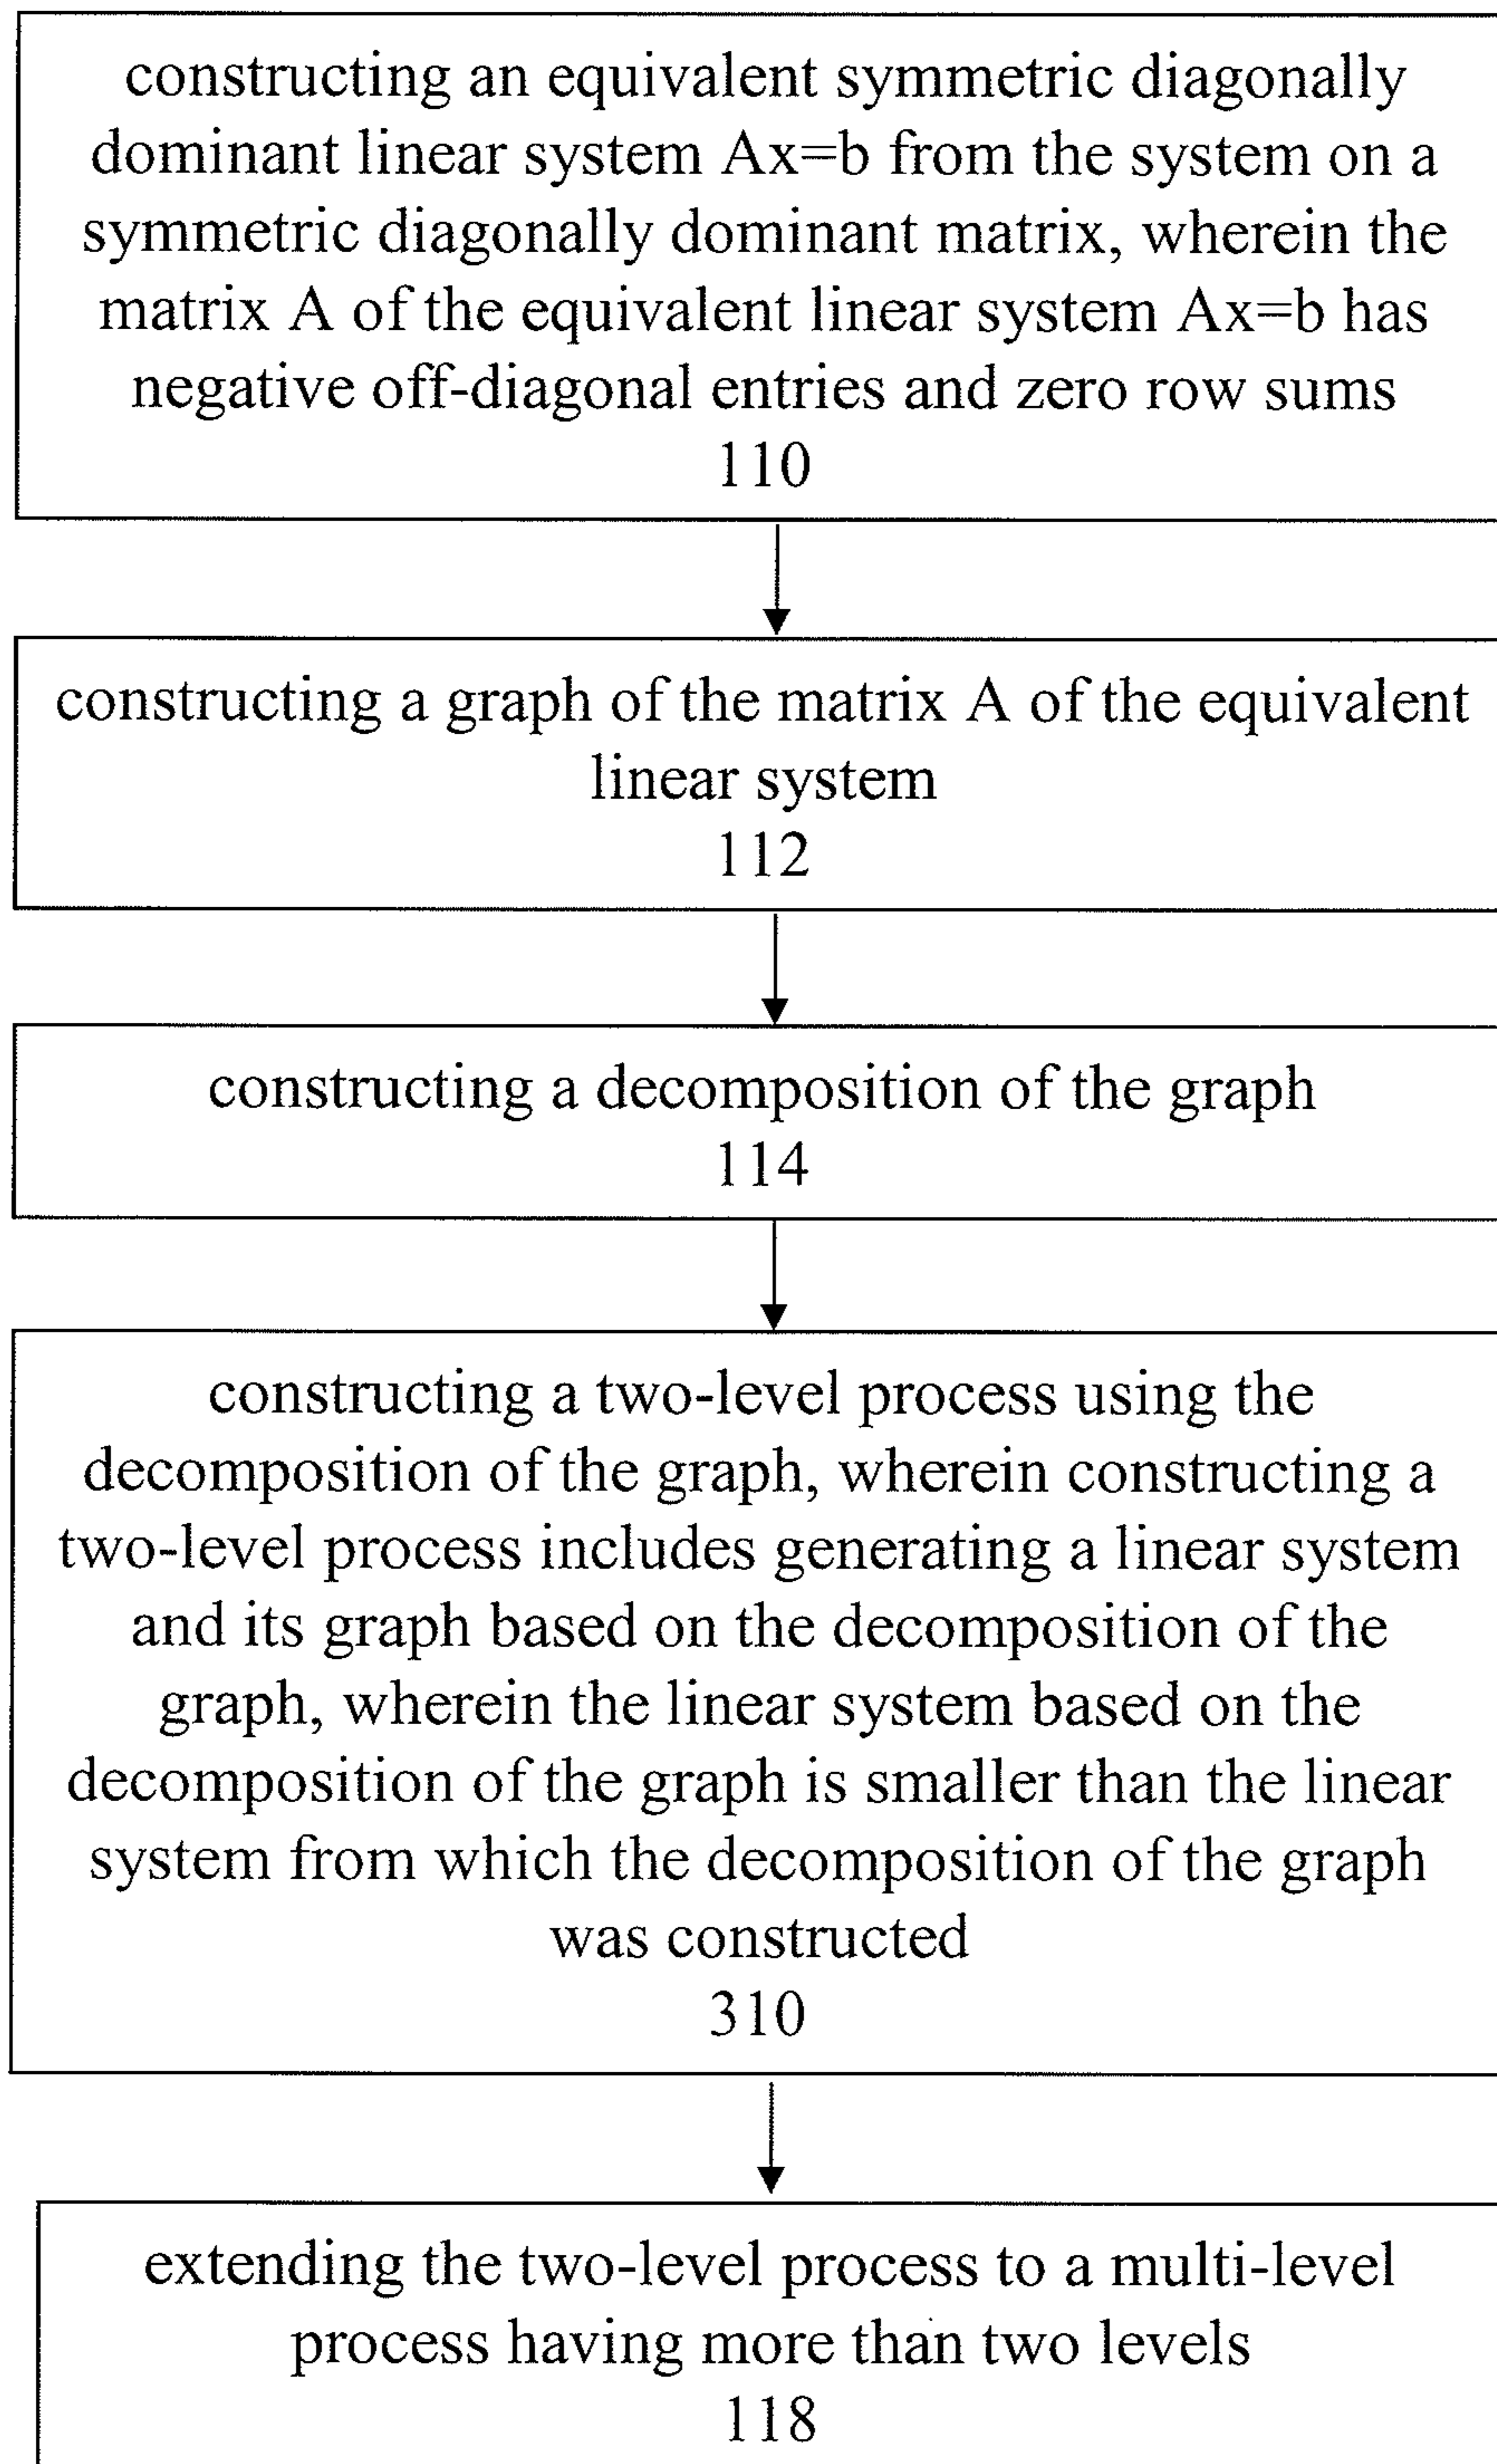 constructing an equivalent symmetric diagonally
dominant linear system Ax=b from the system on a
symmetric diagonally dominant matrix, wherein the
matrix A of the equivalent linear system Ax=b has
negative off-diagonal entries and zero row sums
110
constructing a graph of the matrix A of the equivalent
linear system
112
constructing a decomposition of the graph
114
constructing a two-level process using the
decomposition of the graph, wherein constructing a
two-level process includes generating a linear system
and its graph based on the decomposition of the
graph, wherein the linear system based on the
decomposition of the graph is smaller than the linear
system from which the decomposition of the graph
was constructed
310
extending the two-level process to a multi-level
process having more than two levels
118